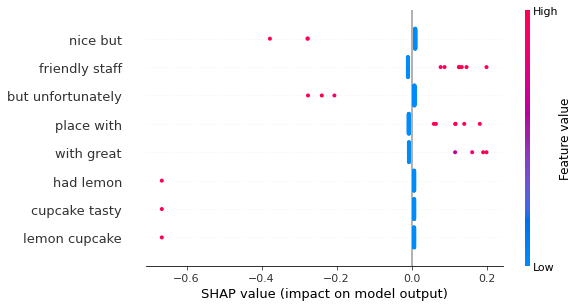 High
nice but
friendly staff
but unfortunately
place with
with great
had lemon
cupcake tasty
lemon cupcake
Low
Feature value
−0.6 −0.4 −0.2 0.0 0.2
SHAP value (impact on model output)